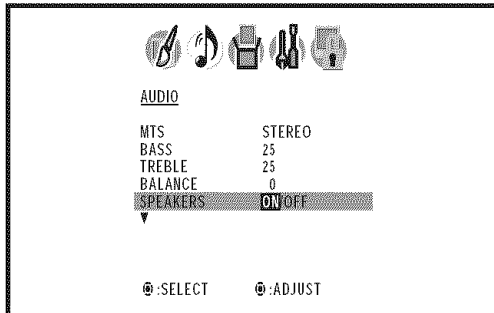 AUDIO
MTS STEREO
BASS 25
TREBLE 25
BALANCE 0
SPEAKERS ON/OFF
:SELECT :ADJUST